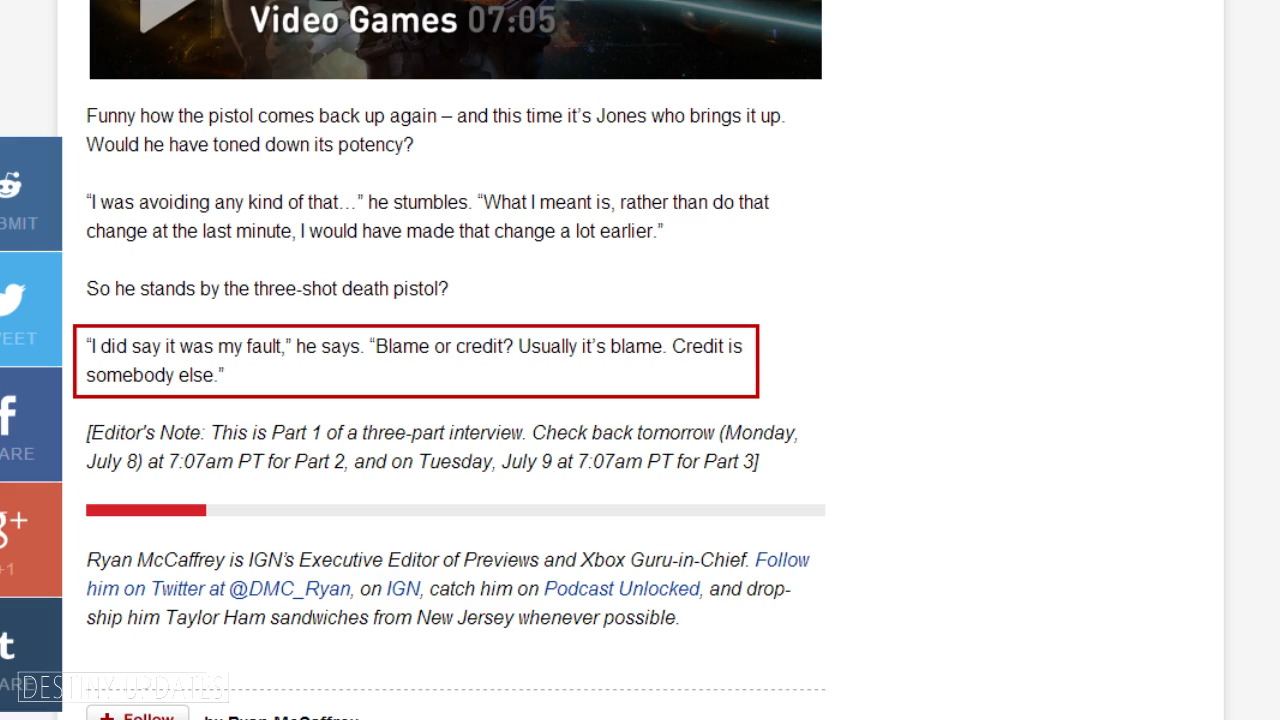 Video Games 07:05
Funny how the pistol comes back up again – and this time it’s Jones who brings it up.
Would he have toned down its potency?
“I was avoiding any kind of that…” he stumbles. “What I meant is, rather than do that
change at the last minute, I would have made that change a lot earlier.”
So he stands by the three-shot death pistol?
“I did say it was my fault,” he says. “Blame or credit? Usually it’s blame. Credit is
somebody else.”
[Editor's Note: This is Part 1 of a three-part interview. Check back tomorrow (Monday,
July 8) at 7:07am PT for Part 2, and on Tuesday, July 9 at 7:07am PT for Part 3]
Ryan McCaffrey is IGN’s Executive Editor of Previews and Xbox Guru-in-Chief. Follow
him on Twitter at @DMC_Ryan, on IGN, catch him on Podcast Unlocked, and drop-
ship him Taylor Ham sandwiches from New Jersey whenever possible.
+ Follow by Ryan McCaffrey
BMIT
WEET
f
ARE
g+
+1
t
ARE
DESTINY UPDATES